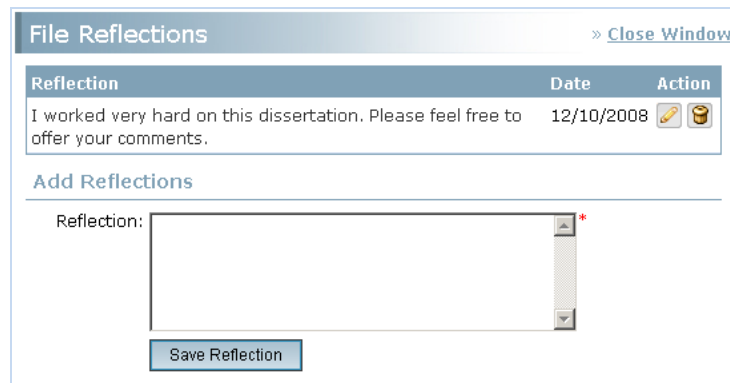 File Reflections
» Close Window
Reflection Date Action
I worked very hard on this dissertation. Please feel free to 12/10/2008
offer your comments.
Add Reflections
Reflection: *
Save Reflection